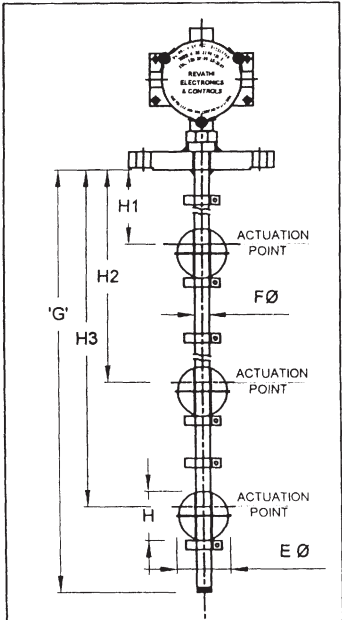 REVATHI
ELECTRONICS
& CONTROLS
H1
ACTUATION
POINT
H2
FØ
'G'
H3
ACTUATION
POINT
ACTUATION
POINT
H
E Ø